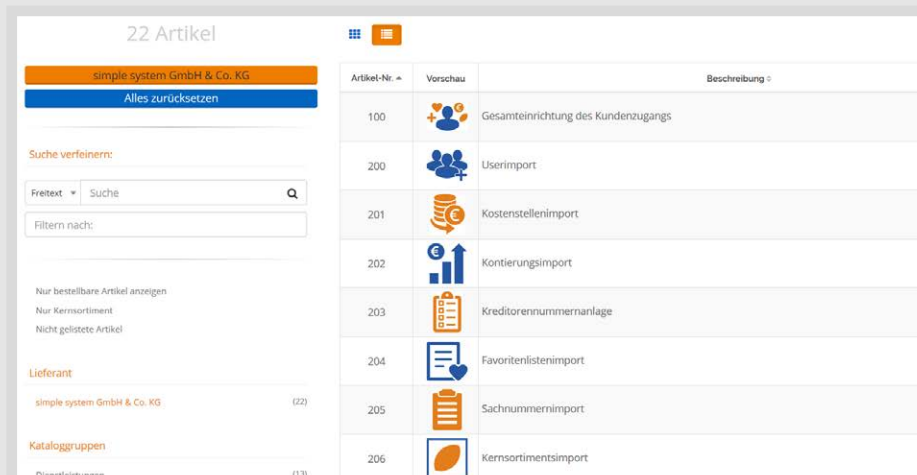 22 Artikel
simple system GmbH & Co. KG
Alles zurücksetzen
Suche verfeinern:
Freitext Suche
Filtern nach:
Nur bestellbare Artikel anzeigen
Nur Kernsortiment
Nicht gelistete Artikel
Lieferant
simple system GmbH & Co. KG (22)
Kataloggruppen
Dienstleistungen (13)
Artikel-Nr. Vorschau Beschreibung
100 Gesamteinrichtung des Kundenzugangs
200 Userimport
201 Kostenstellenimport
202 Kontierungsimport
203 Kreditorennummernanlage
204 Favoritenlistenimport
205 Sachnummernimport
206 Kernsortimentsimport